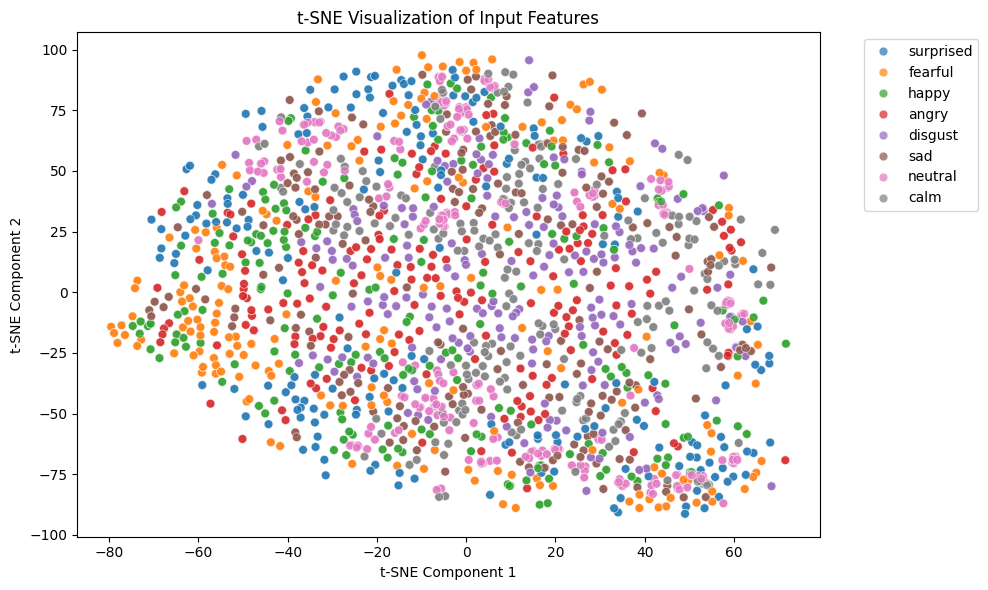 t-SNE Visualization of Input Features
t-SNE Component 2
100
75
50
25
0
−25
−50
−75
−100
−80
−60
−40
−20
0
20
40
60
t-SNE Component 1
surprised
fearful
happy
angry
disgust
sad
neutral
calm